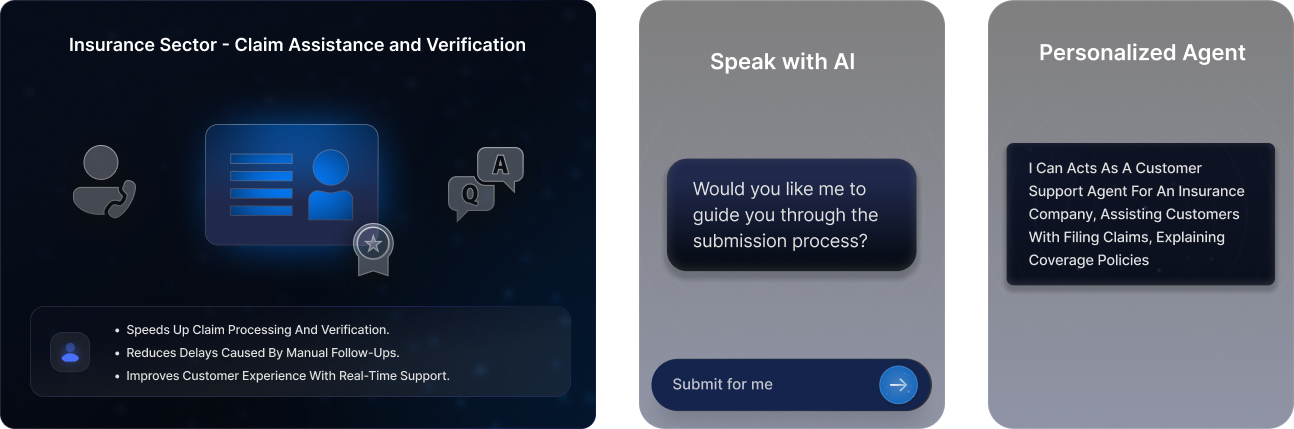 Insurance Sector - Claim Assistance and Verification
A
Q
• Speeds Up Claim Processing And Verification.
• Reduces Delays Caused By Manual Follow-Ups.
• Improves Customer Experience With Real-Time Support.
Speak with AI
Would you like me to
guide you through the
submission process?
Submit for me
Personalized Agent
I Can Acts As A Customer
Support Agent For An Insurance
Company, Assisting Customers
With Filing Claims, Explaining
Coverage Policies